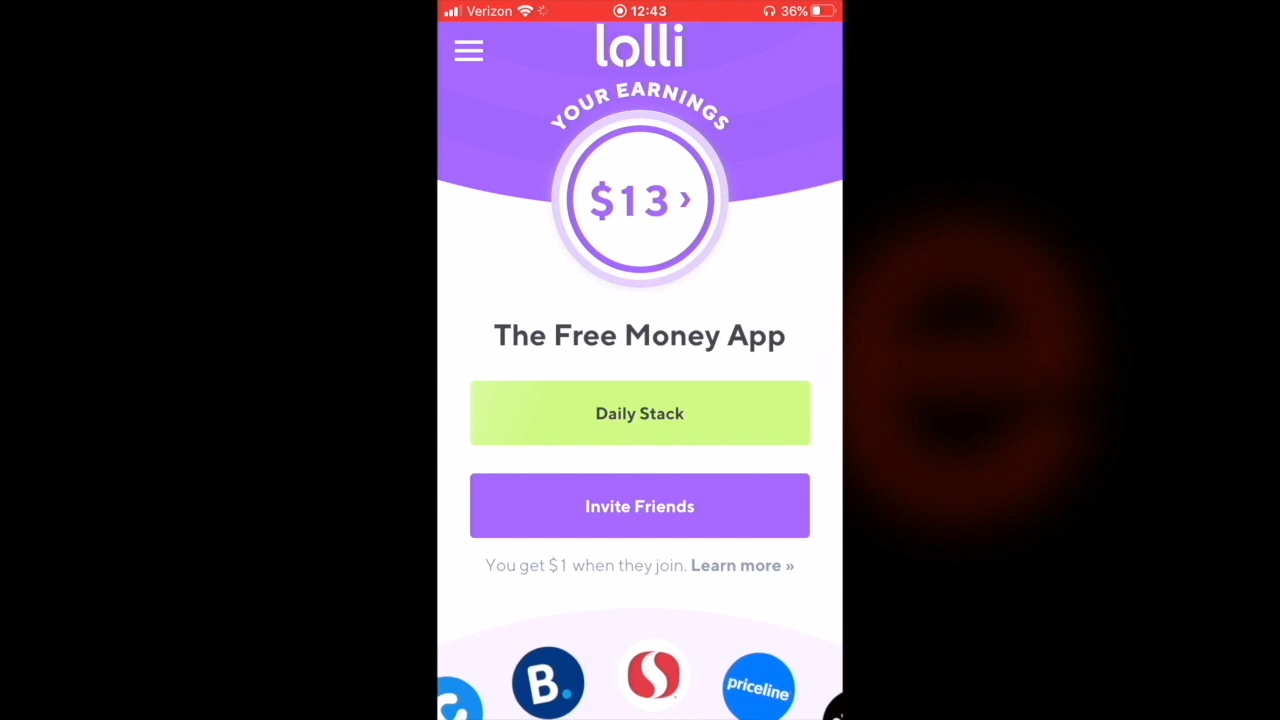 Verizon 12:43 36%
lolli
YOUR EARNINGS
$13 ›
The Free Money App
Daily Stack
Invite Friends
You get $1 when they join. Learn more »
B. S priceline